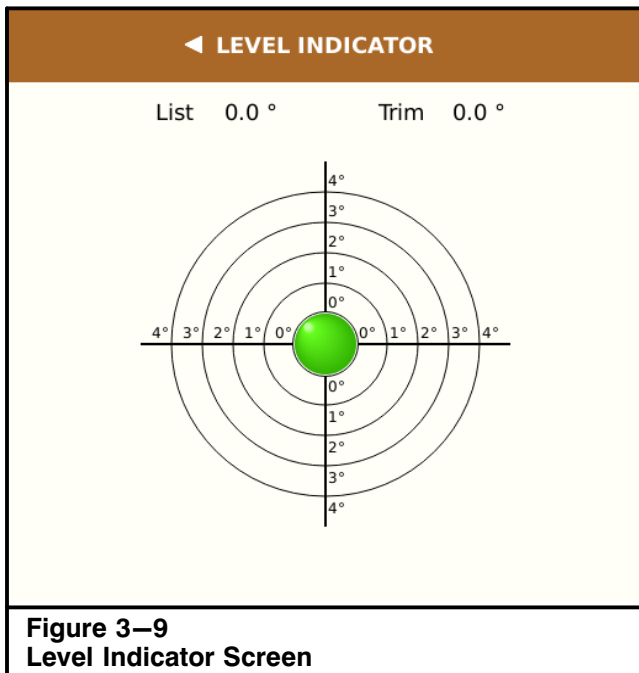 ◄ LEVEL INDICATOR
List 0.0 ° Trim 0.0 °
4°
3°
2°
1°
0°
4° 3° 2° 1° 0° 0° 1° 2° 3° 4°
0°
1°
2°
3°
4°
Figure 3–9
Level Indicator Screen